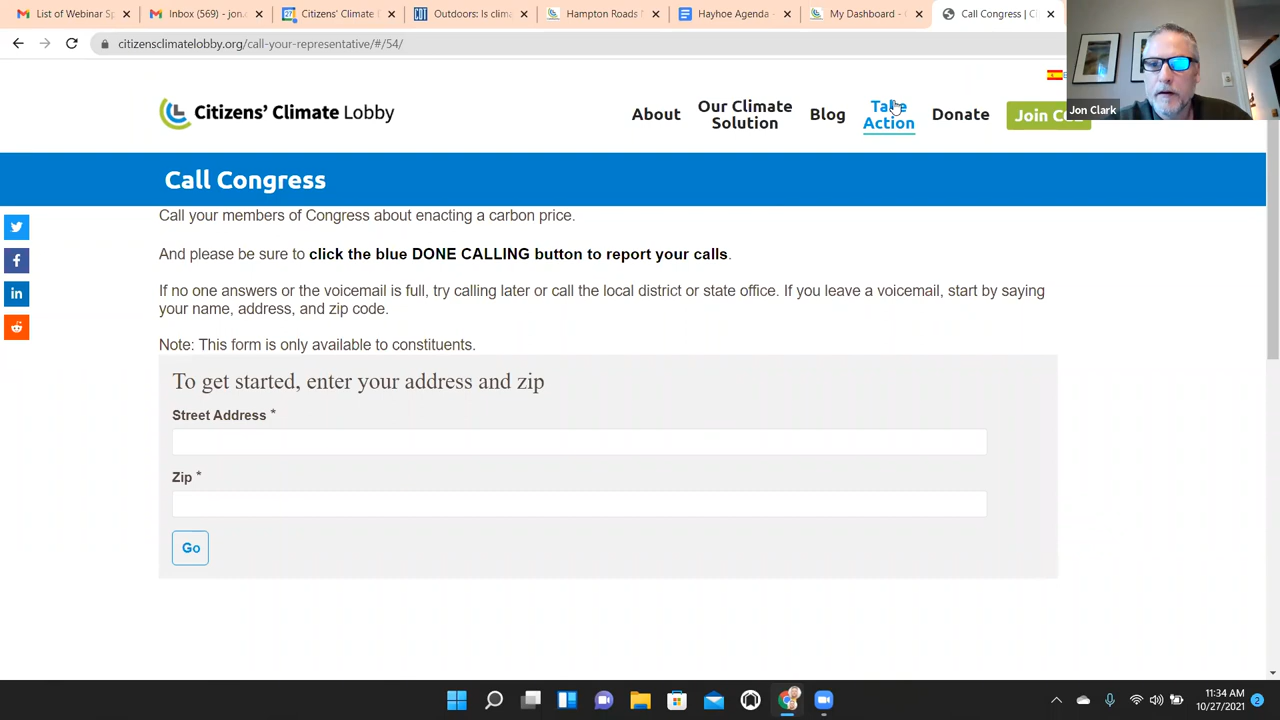 List of Webinar Sp
Inbox (569) - jon.c
Citizens' Climate
Outdoors: Is clima
Hampton Roads
Hayhoe Agenda -
My Dashboard -
Call Congress | Ci
citizensclimatelobby.org/call-your-representative/#/54/
Jon Clark
Citizens' Climate Lobby
About
Our Climate
Solution
Blog
Take
Action
Donate
Join
Call Congress
Call your members of Congress about enacting a carbon price.
And please be sure to click the blue DONE CALLING button to report your calls.
If no one answers or the voicemail is full, try calling later or call the local district or state office. If you leave a voicemail, start by saying
your name, address, and zip code.
Note: This form is only available to constituents.
To get started, enter your address and zip
Street Address *
Zip *
Go
11:34 AM
10/27/2021
2